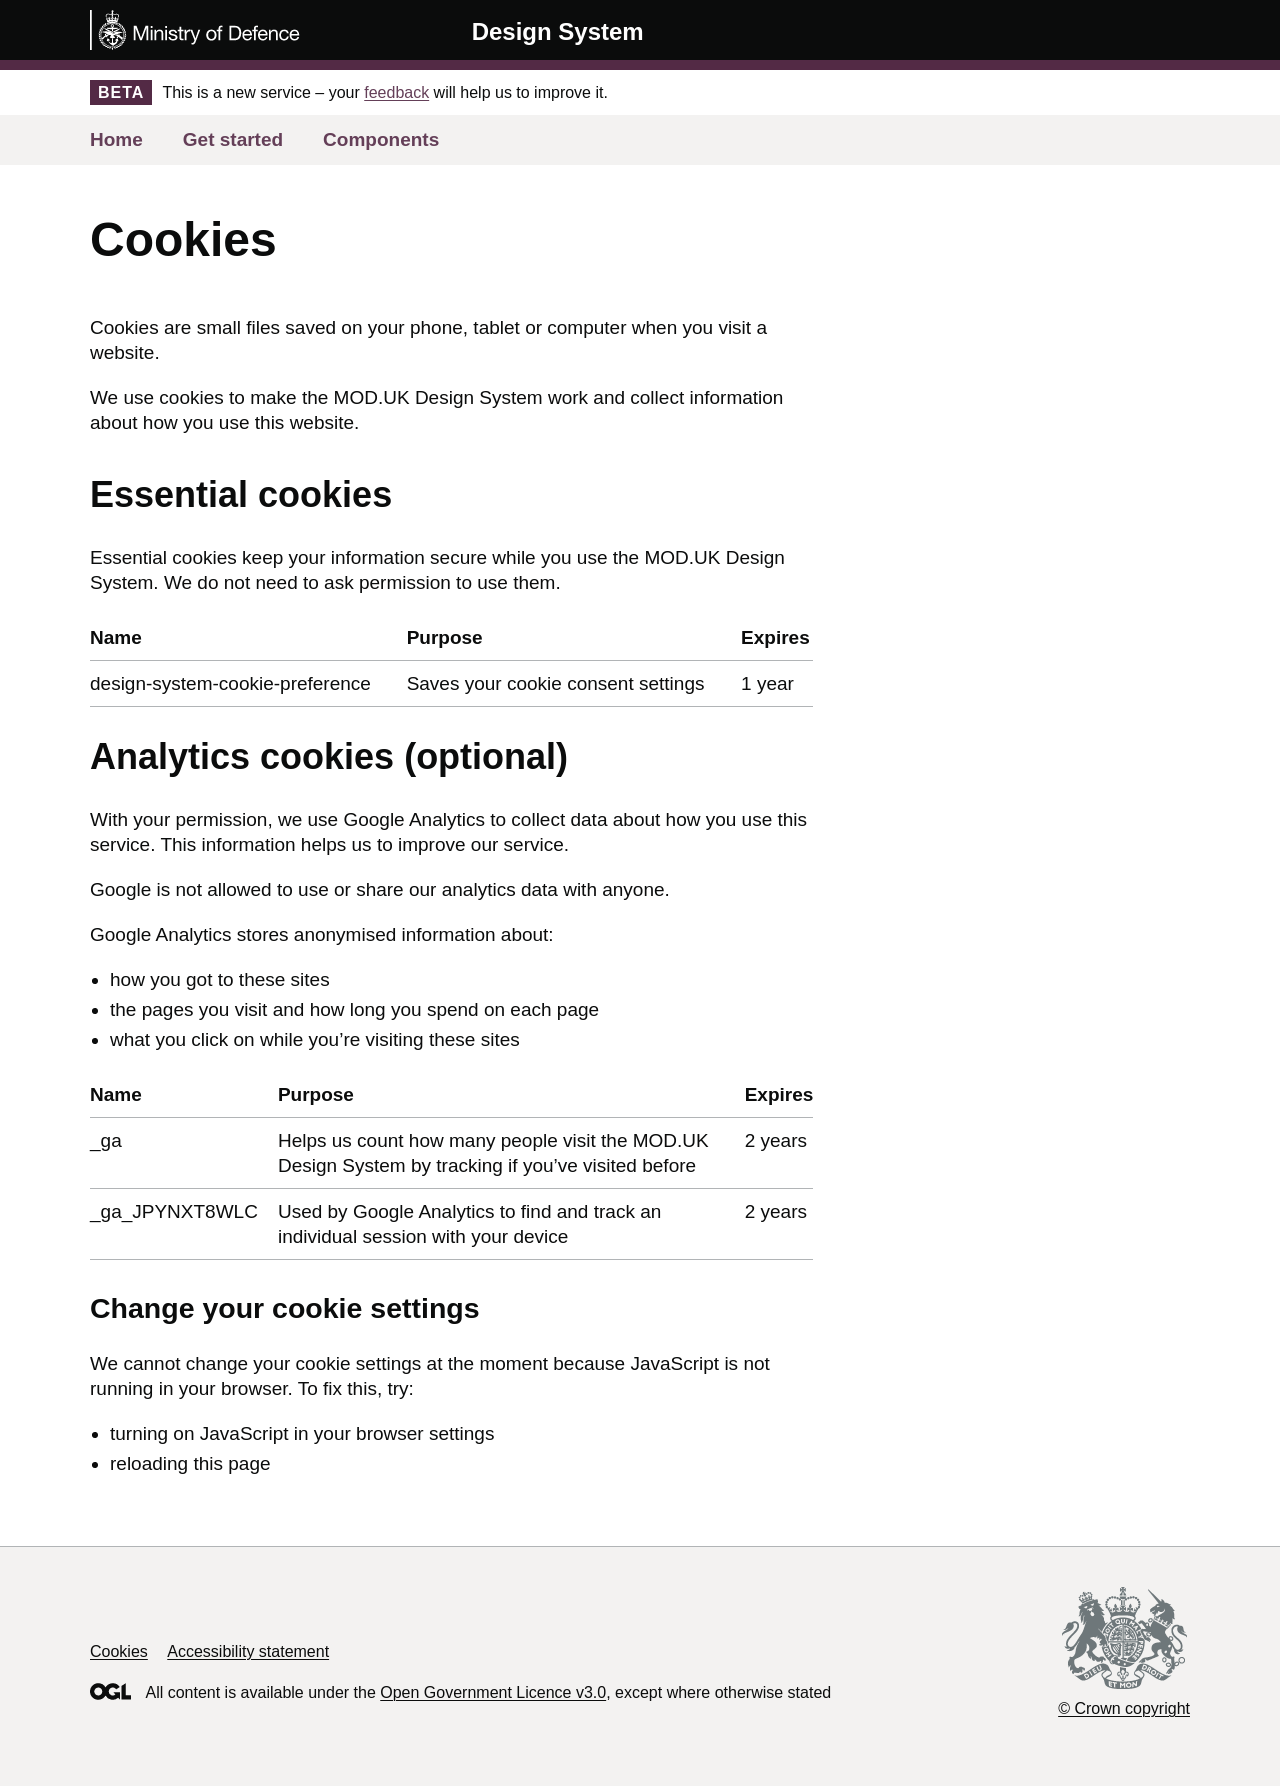 Ministry of Defence
Design System
BETA This is a new service – your feedback will help us to improve it.
Home Get started Components
Cookies
Cookies are small files saved on your phone, tablet or computer when you visit a
website.
We use cookies to make the MOD.UK Design System work and collect information
about how you use this website.
Essential cookies
Essential cookies keep your information secure while you use the MOD.UK Design
System. We do not need to ask permission to use them.
Name Purpose Expires
design-system-cookie-preference Saves your cookie consent settings 1 year
Analytics cookies (optional)
With your permission, we use Google Analytics to collect data about how you use this
service. This information helps us to improve our service.
Google is not allowed to use or share our analytics data with anyone.
Google Analytics stores anonymised information about:
• how you got to these sites
• the pages you visit and how long you spend on each page
• what you click on while you’re visiting these sites
Name Purpose Expires
_ga Helps us count how many people visit the MOD.UK 2 years
Design System by tracking if you’ve visited before
_ga_JPYNXT8WLC Used by Google Analytics to find and track an 2 years
individual session with your device
Change your cookie settings
We cannot change your cookie settings at the moment because JavaScript is not
running in your browser. To fix this, try:
• turning on JavaScript in your browser settings
• reloading this page
Cookies Accessibility statement
OGL All content is available under the Open Government Licence v3.0, except where otherwise stated
DIEU ET MON DROIT
© Crown copyright